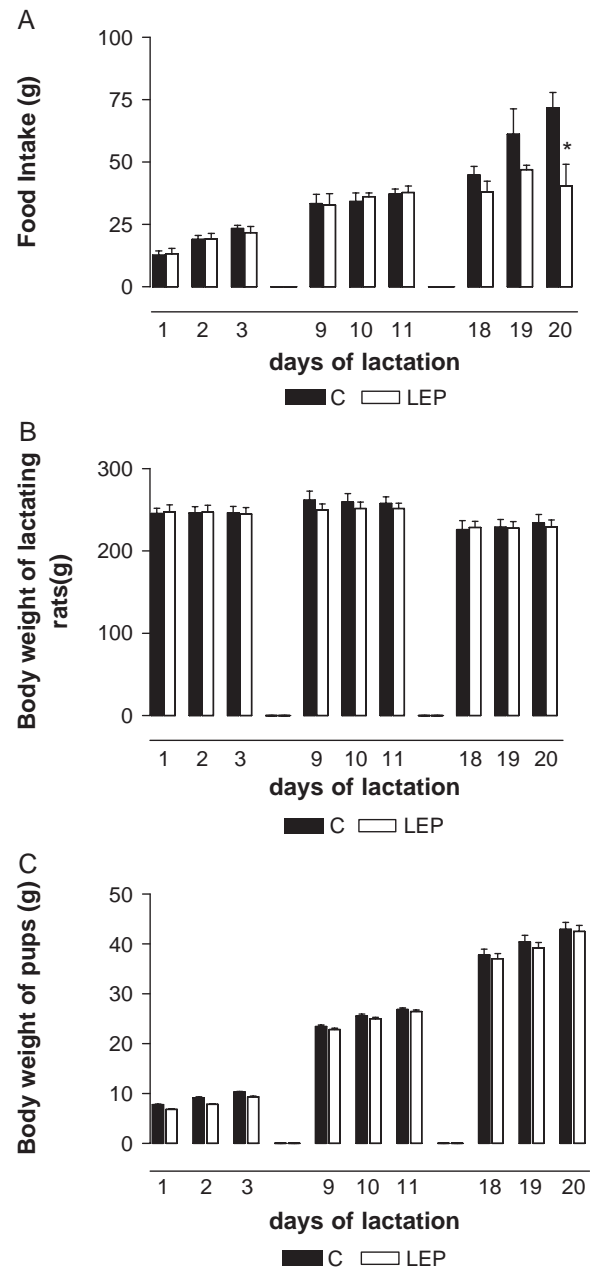 A
Food Intake (g)
100
75
50
25
0
*
1 2 3 9 10 11 18 19 20
days of lactation
C LEP
B
Body weight of lactating
rats(g)
300
200
100
0
1 2 3 9 10 11 18 19 20
days of lactation
C LEP
C
Body weight of pups (g)
50
40
30
20
10
0
1 2 3 9 10 11 18 19 20
days of lactation
C LEP